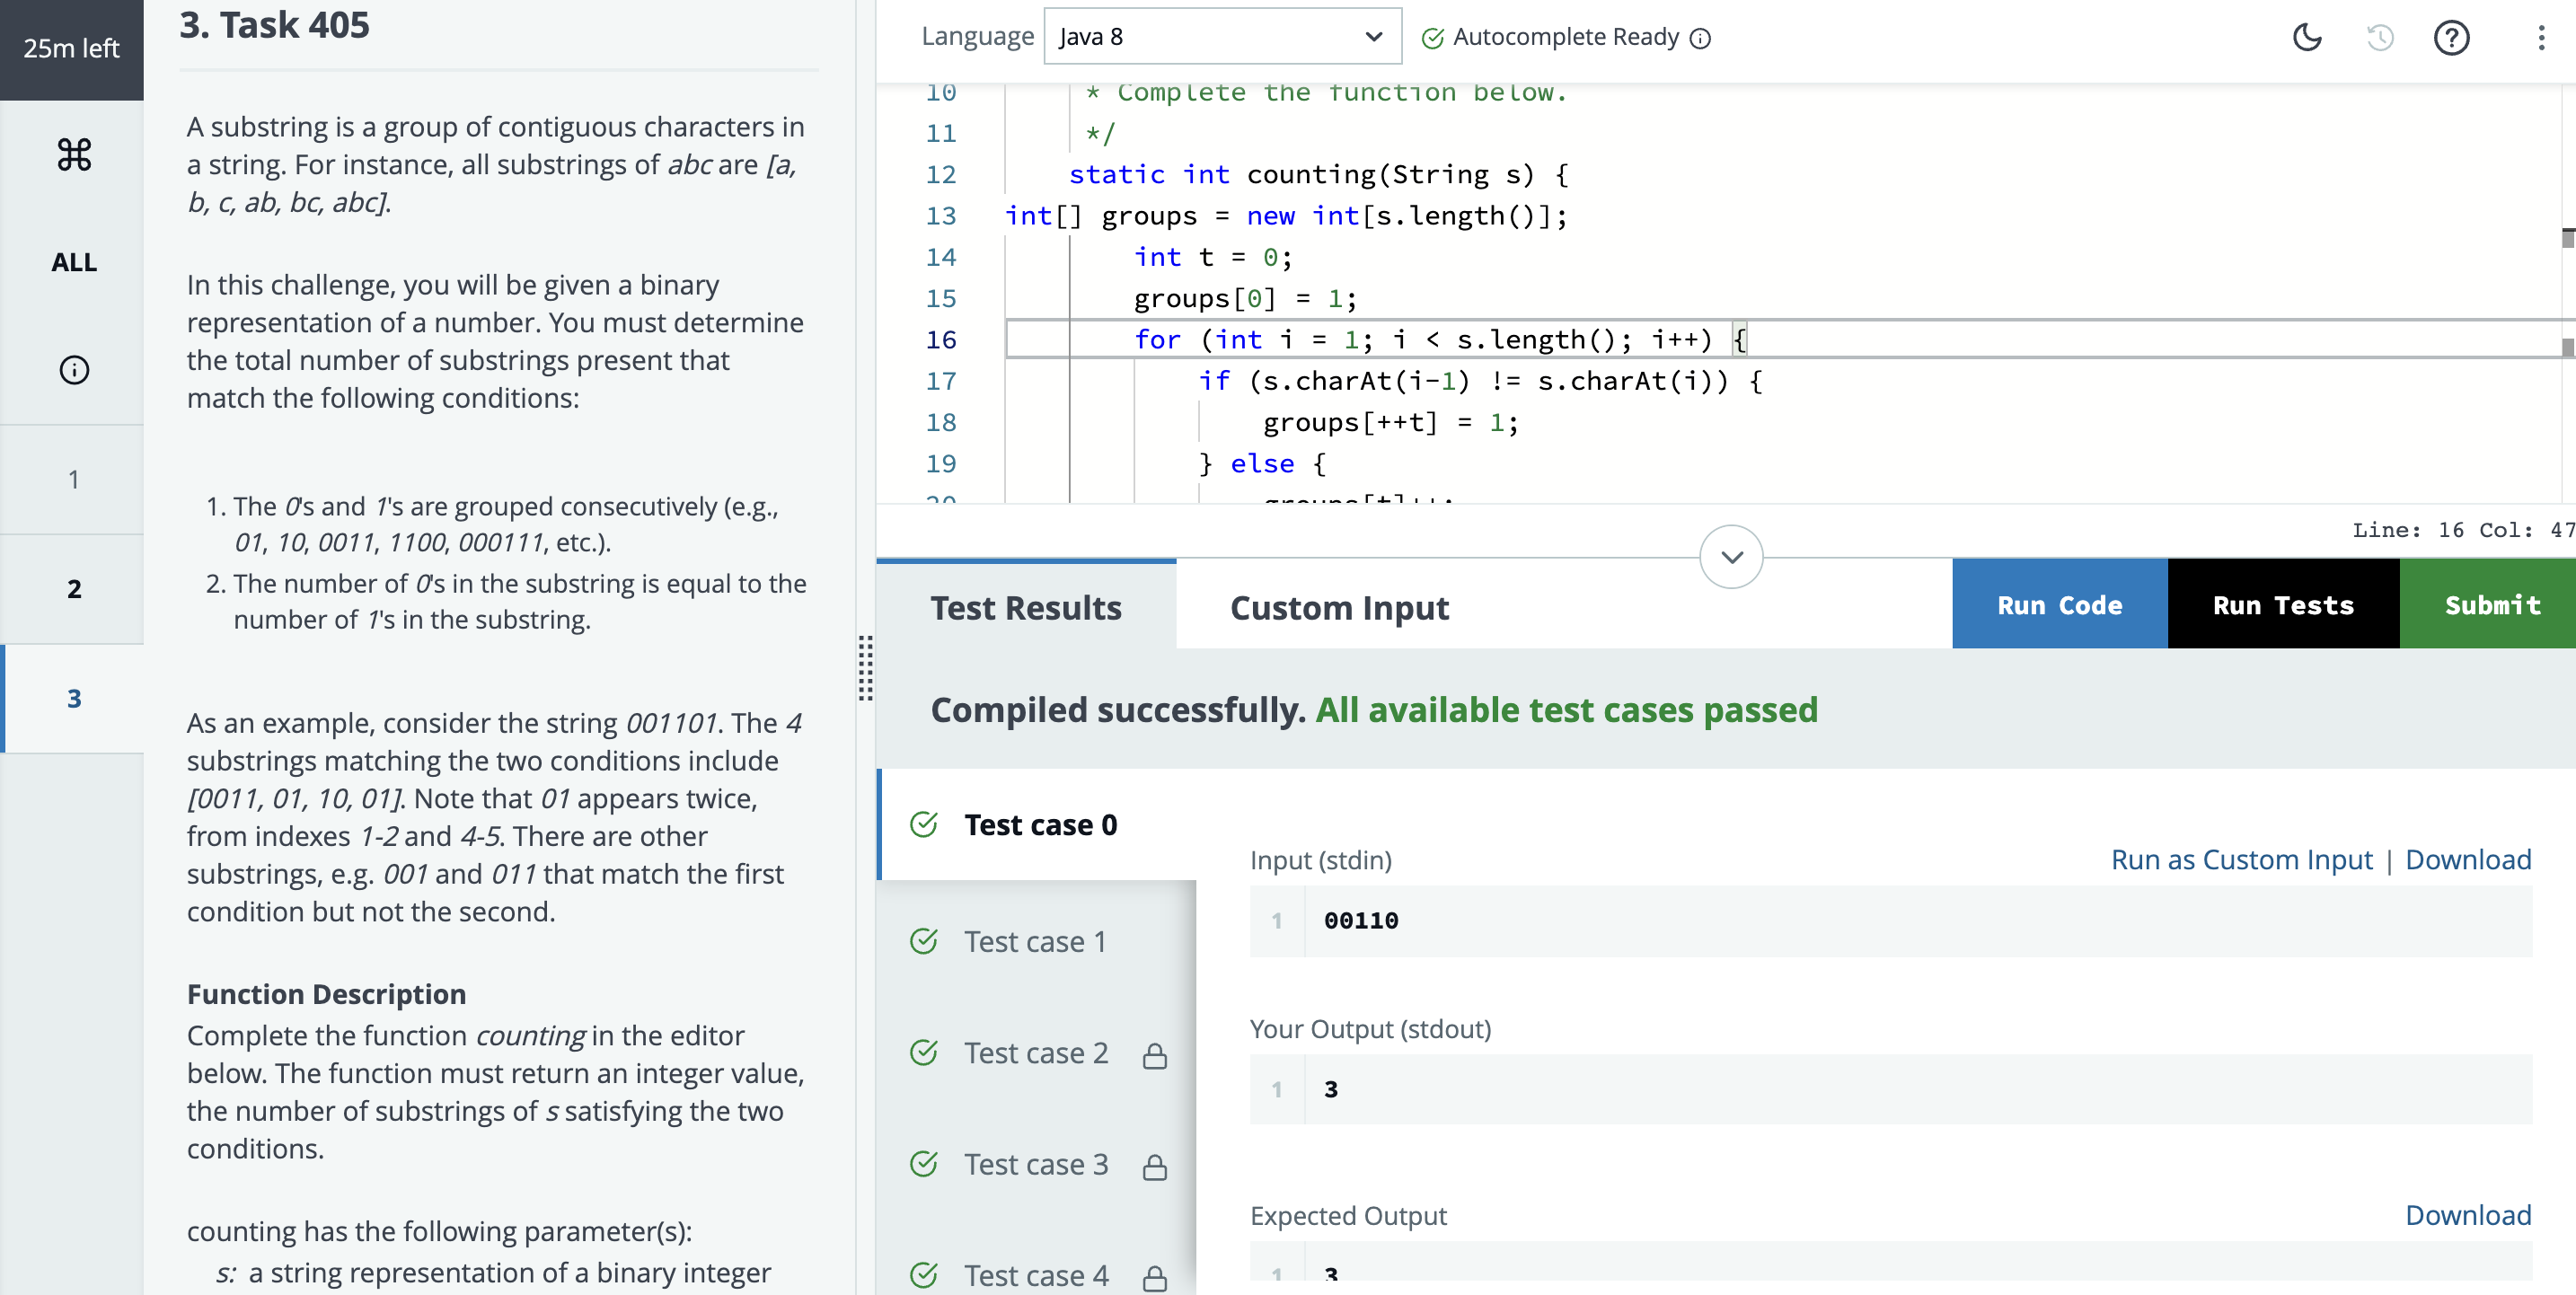 25m left
ALL
1
2
3
3. Task 405
A substring is a group of contiguous characters in
a string. For instance, all substrings of abc are [a,
b, c, ab, bc, abc].
In this challenge, you will be given a binary
representation of a number. You must determine
the total number of substrings present that
match the following conditions:
1. The 0's and 1's are grouped consecutively (e.g.,
01, 10, 0011, 1100, 000111, etc.).
2. The number of 0's in the substring is equal to the
number of 1's in the substring.
As an example, consider the string 001101. The 4
substrings matching the two conditions include
[0011, 01, 10, 01]. Note that 01 appears twice,
from indexes 1-2 and 4-5. There are other
substrings, e.g. 001 and 011 that match the first
condition but not the second.
Function Description
Complete the function counting in the editor
below. The function must return an integer value,
the number of substrings of s satisfying the two
conditions.
counting has the following parameter(s):
s: a string representation of a binary integer
Language Java 8 Autocomplete Ready
10 * Complete the function below.
11 */
12 static int counting(String s) {
13 int[] groups = new int[s.length()];
14 int t = 0;
15 groups[0] = 1;
16 for (int i = 1; i < s.length(); i++) {
17 if (s.charAt(i-1) != s.charAt(i)) {
18 groups[++t] = 1;
19 } else {
20 groups[t]++;
Line: 16 Col: 47
Test Results Custom Input Run Code Run Tests Submit
Compiled successfully. All available test cases passed
Test case 0
Test case 1
Test case 2
Test case 3
Test case 4
Input (stdin) Run as Custom Input | Download
1 00110
Your Output (stdout)
1 3
Expected Output Download
1 3